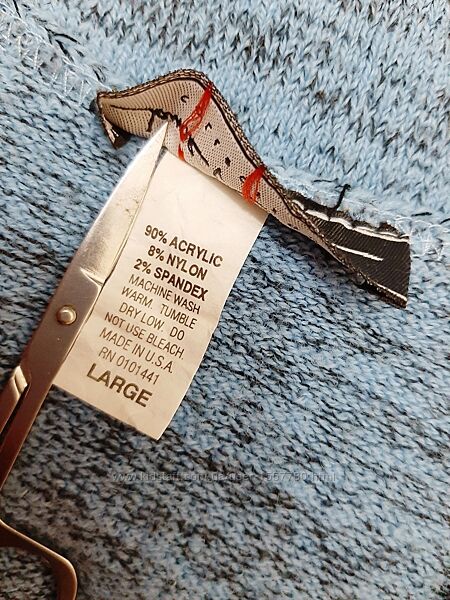 90% ACRYLIC
8% NYLON
2% SPANDEX
MACHINE WASH
WARM. TUMBLE
DRY LOW. DO
NOT USE BLEACH.
MADE IN U.S.A.
RN 0101441
LARGE